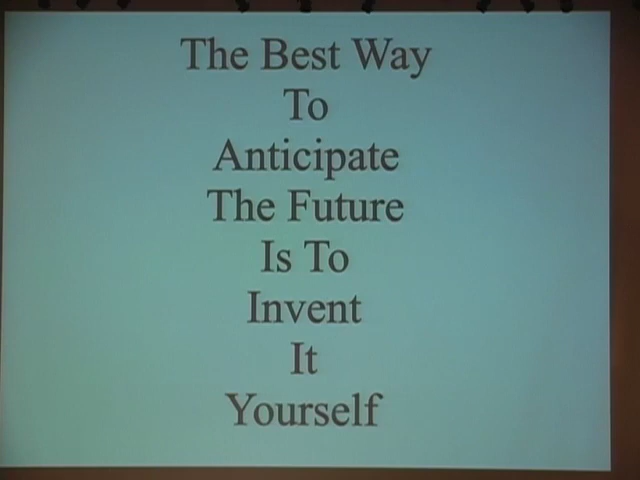 The Best Way
To
Anticipate
The Future
Is To
Invent
It
Yourself